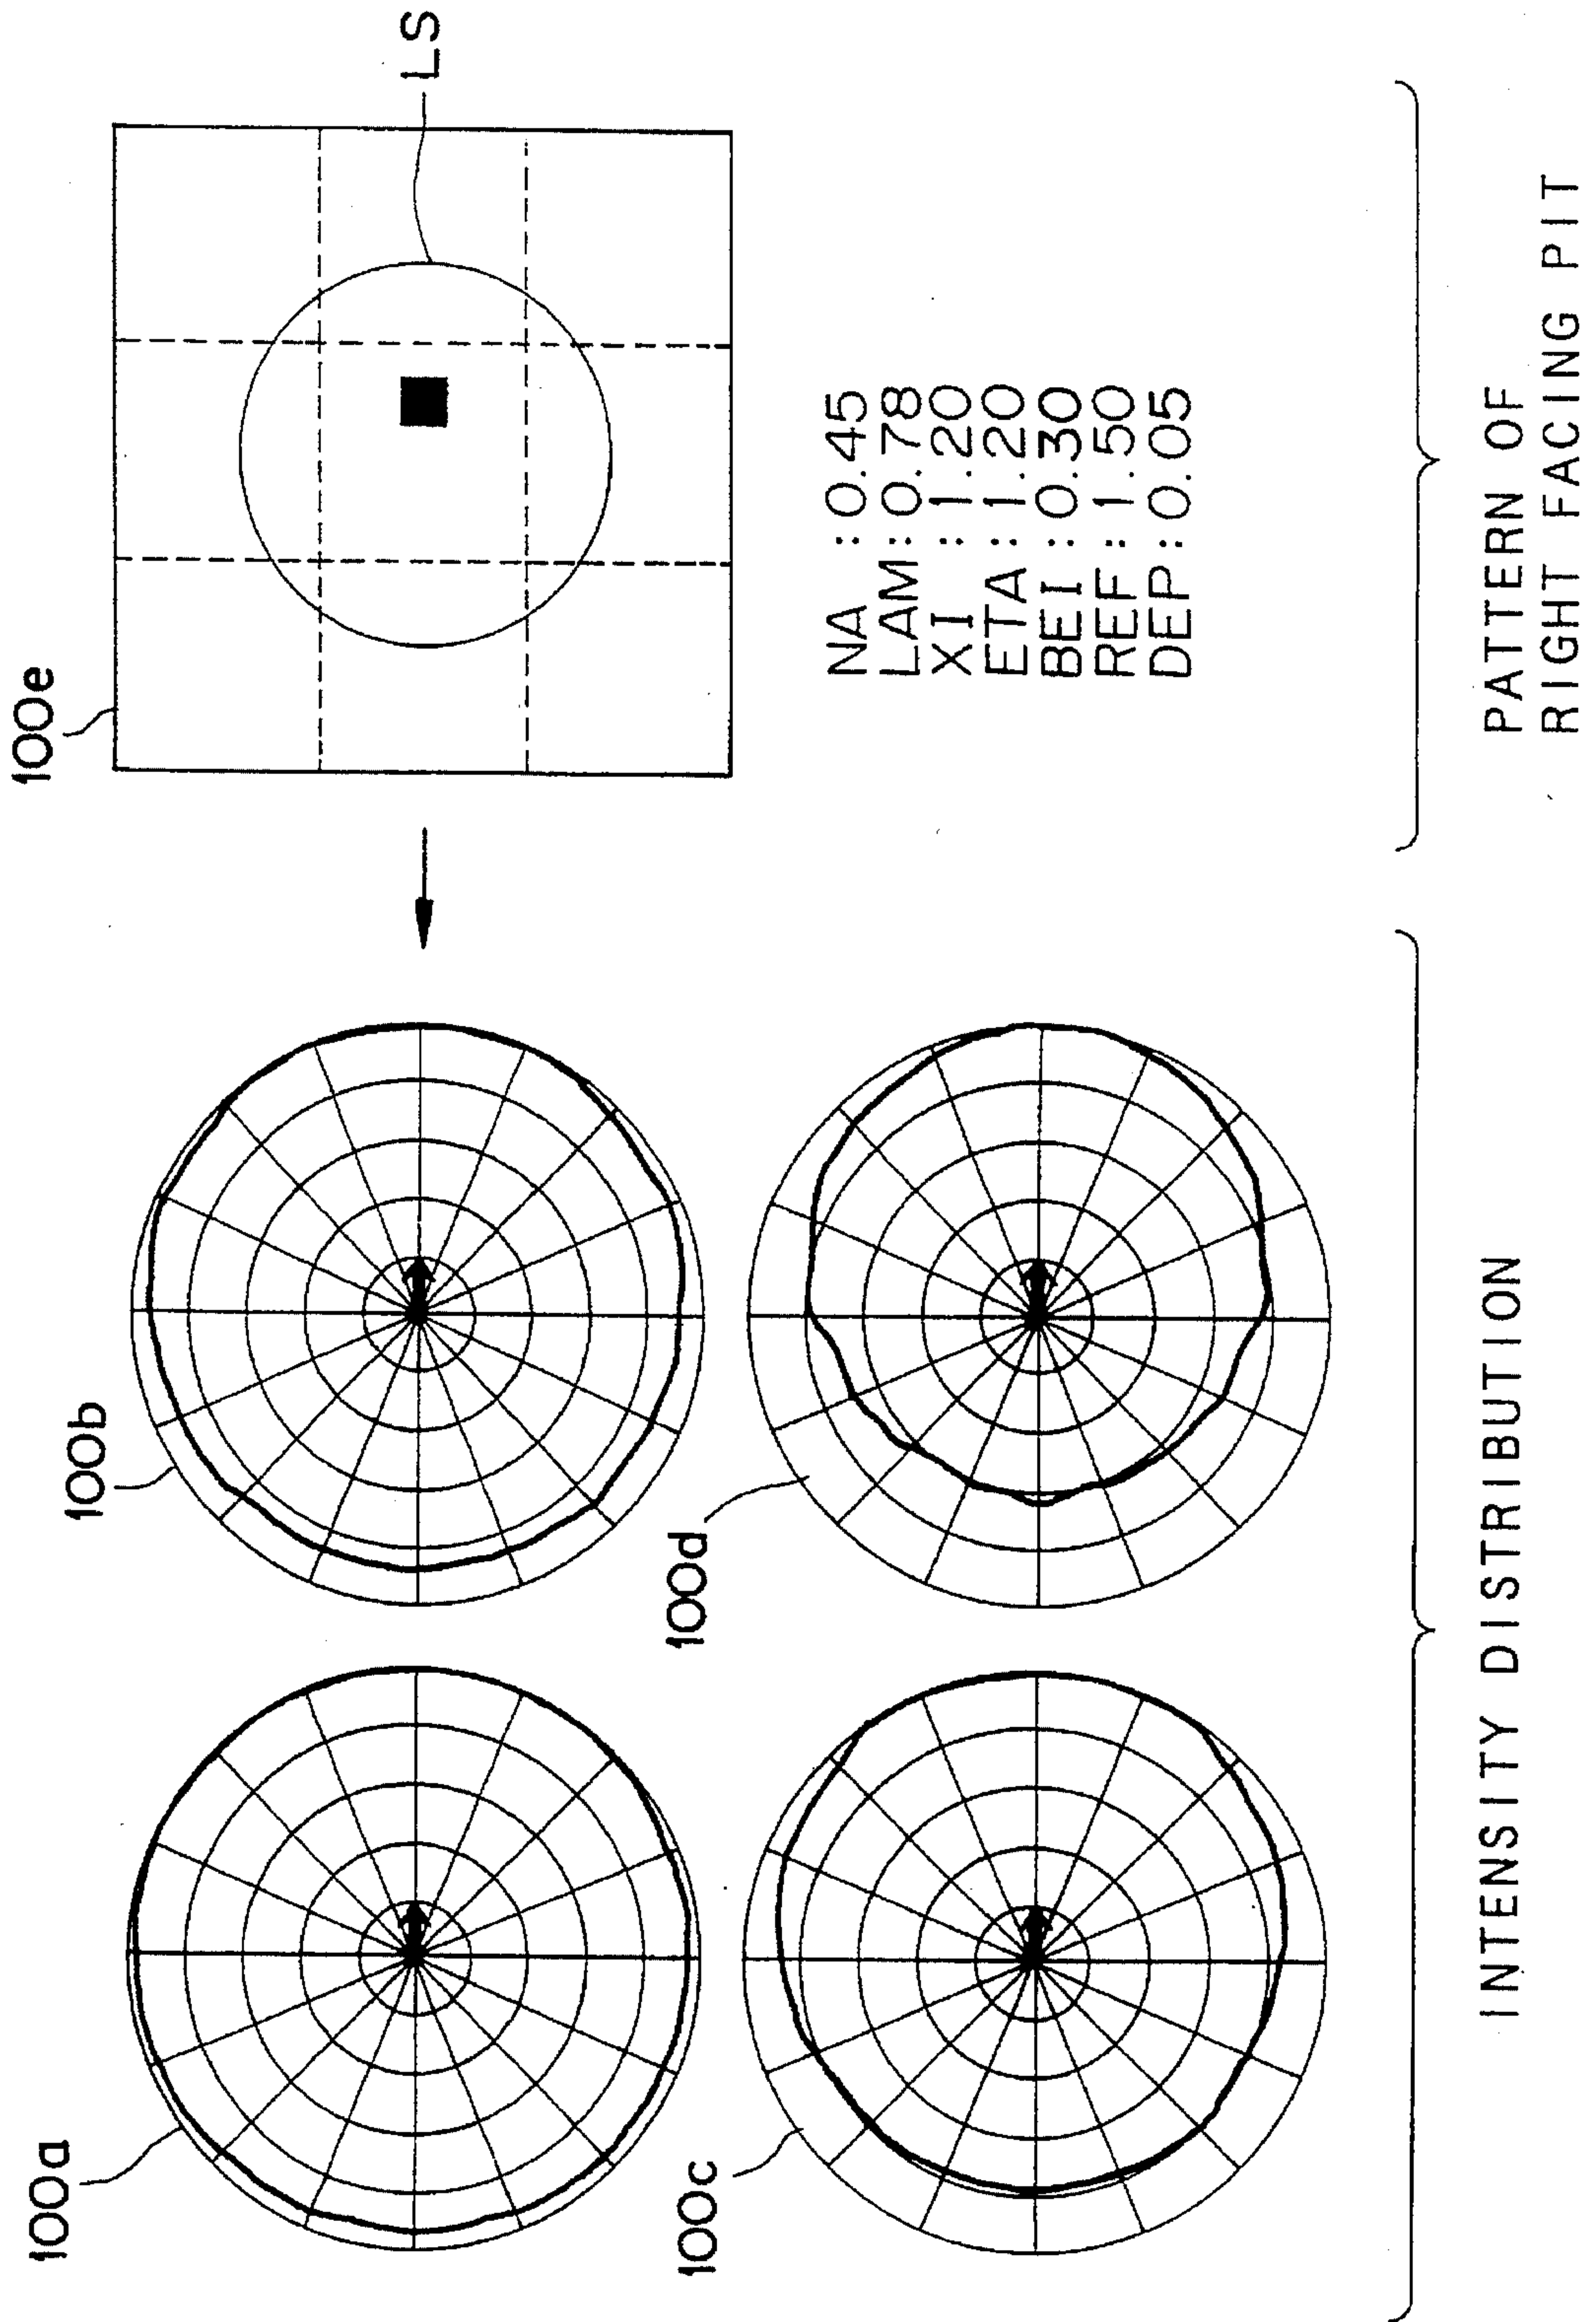 100a
100b
100c
100d
INTENSITY DISTRIBUTION
100e
LS
NA : 0.45
LAM : 0.78
XI : 1.20
ETA : 1.20
BEI : 0.30
REF : 1.50
DEP : 0.05
PATTERN OF
RIGHT FACING PIT